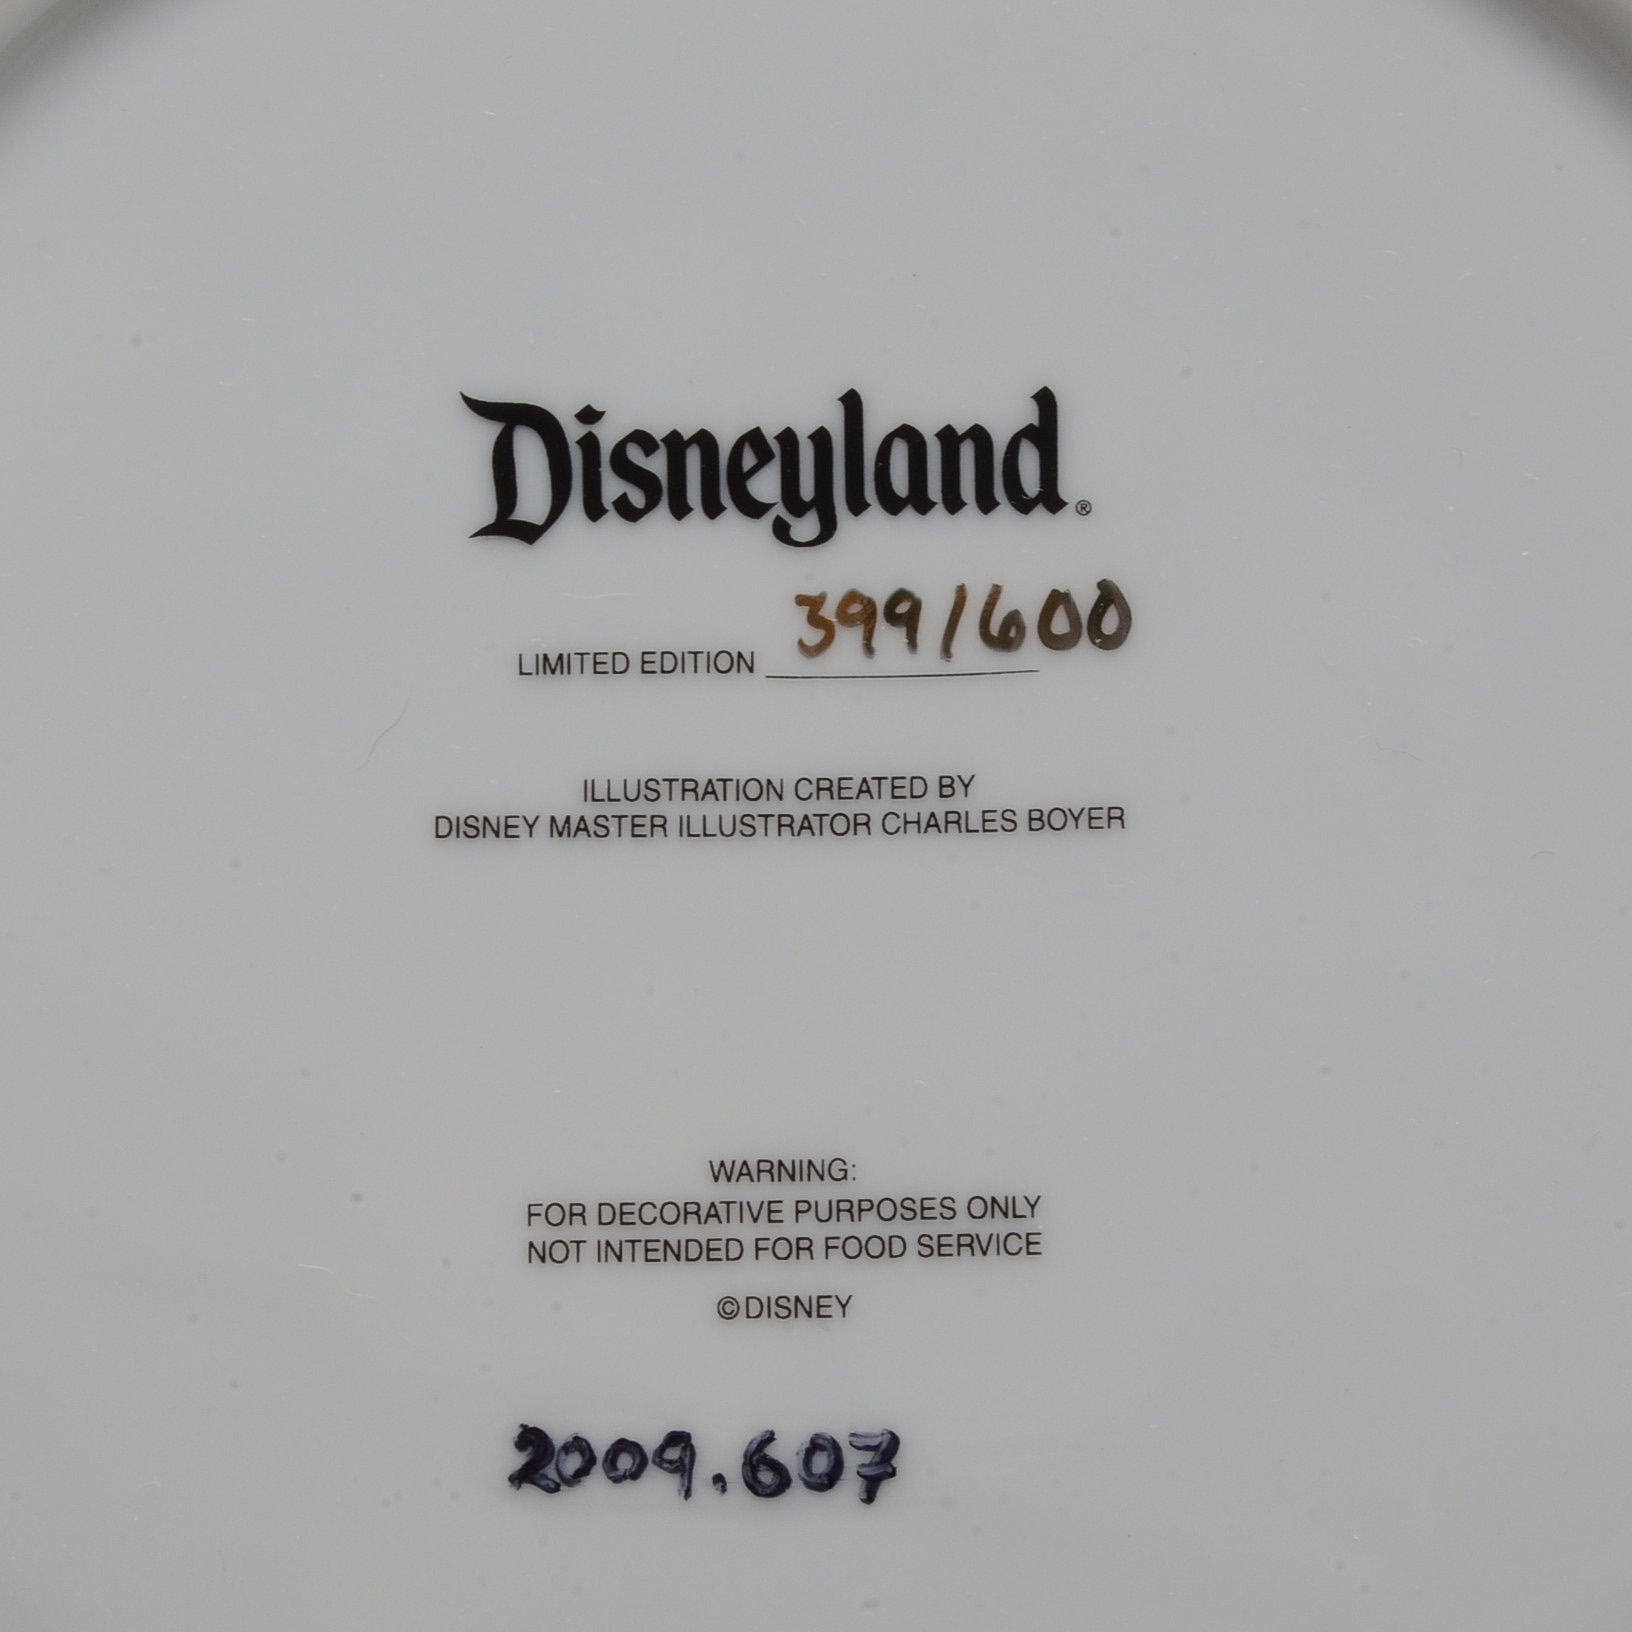 Disneyland®
LIMITED EDITION 399/600
ILLUSTRATION CREATED BY
DISNEY MASTER ILLUSTRATOR CHARLES BOYER
WARNING:
FOR DECORATIVE PURPOSES ONLY
NOT INTENDED FOR FOOD SERVICE
©DISNEY
2009.607